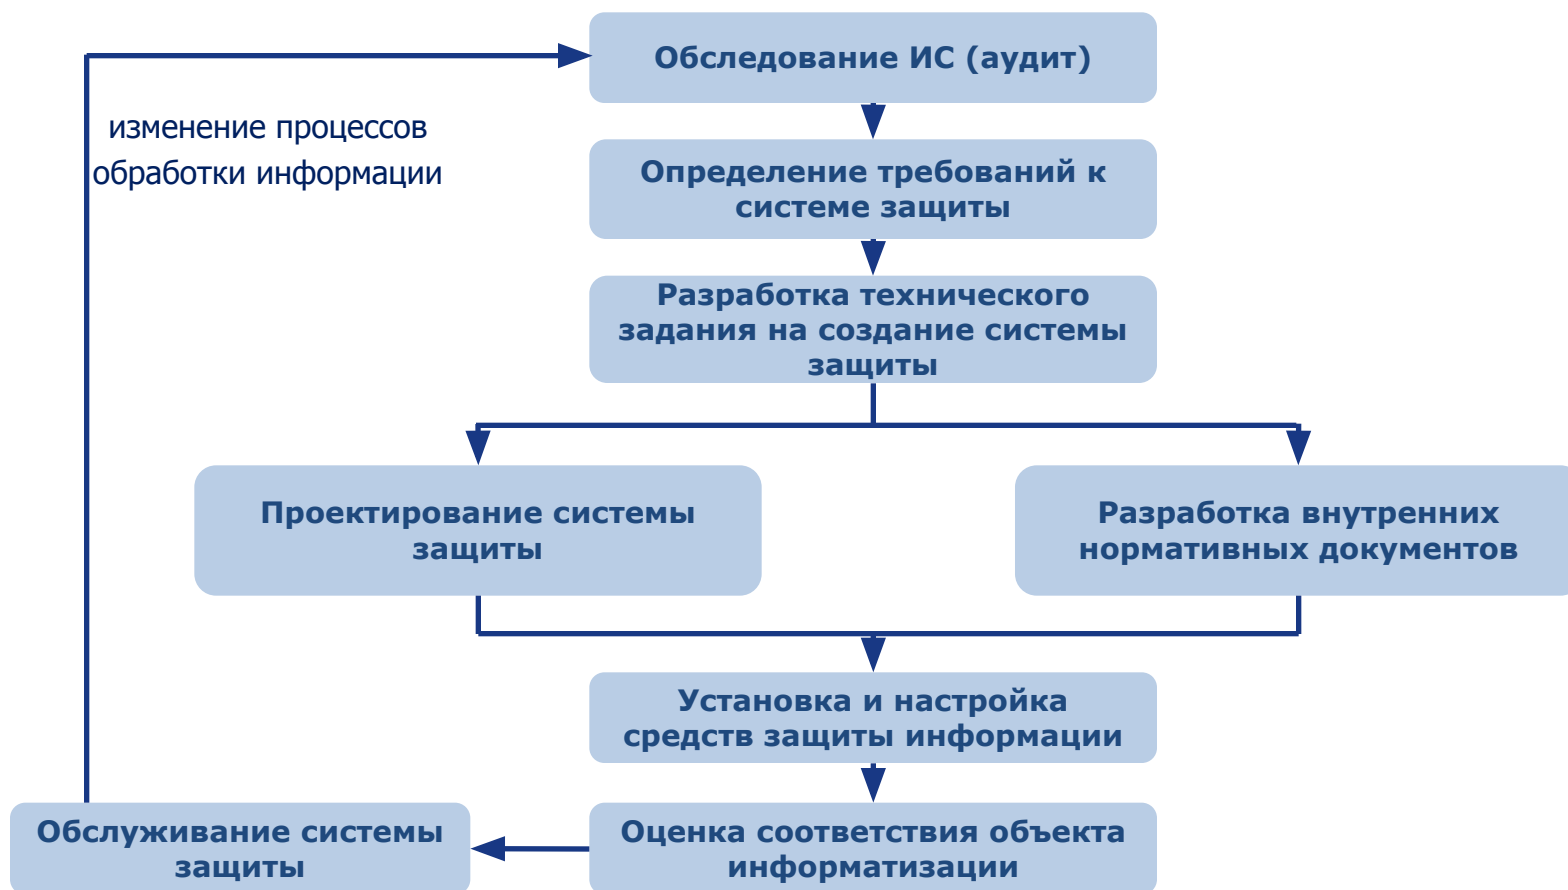 Обследование ИС (аудит)
изменение процессов
обработки информации
Определение требований к
системе защиты
Разработка технического
задания на создание системы
защиты
Проектирование системы
защиты
Разработка внутренних
нормативных документов
Установка и настройка
средств защиты информации
Обслуживание системы
защиты
Оценка соответствия объекта
информатизации